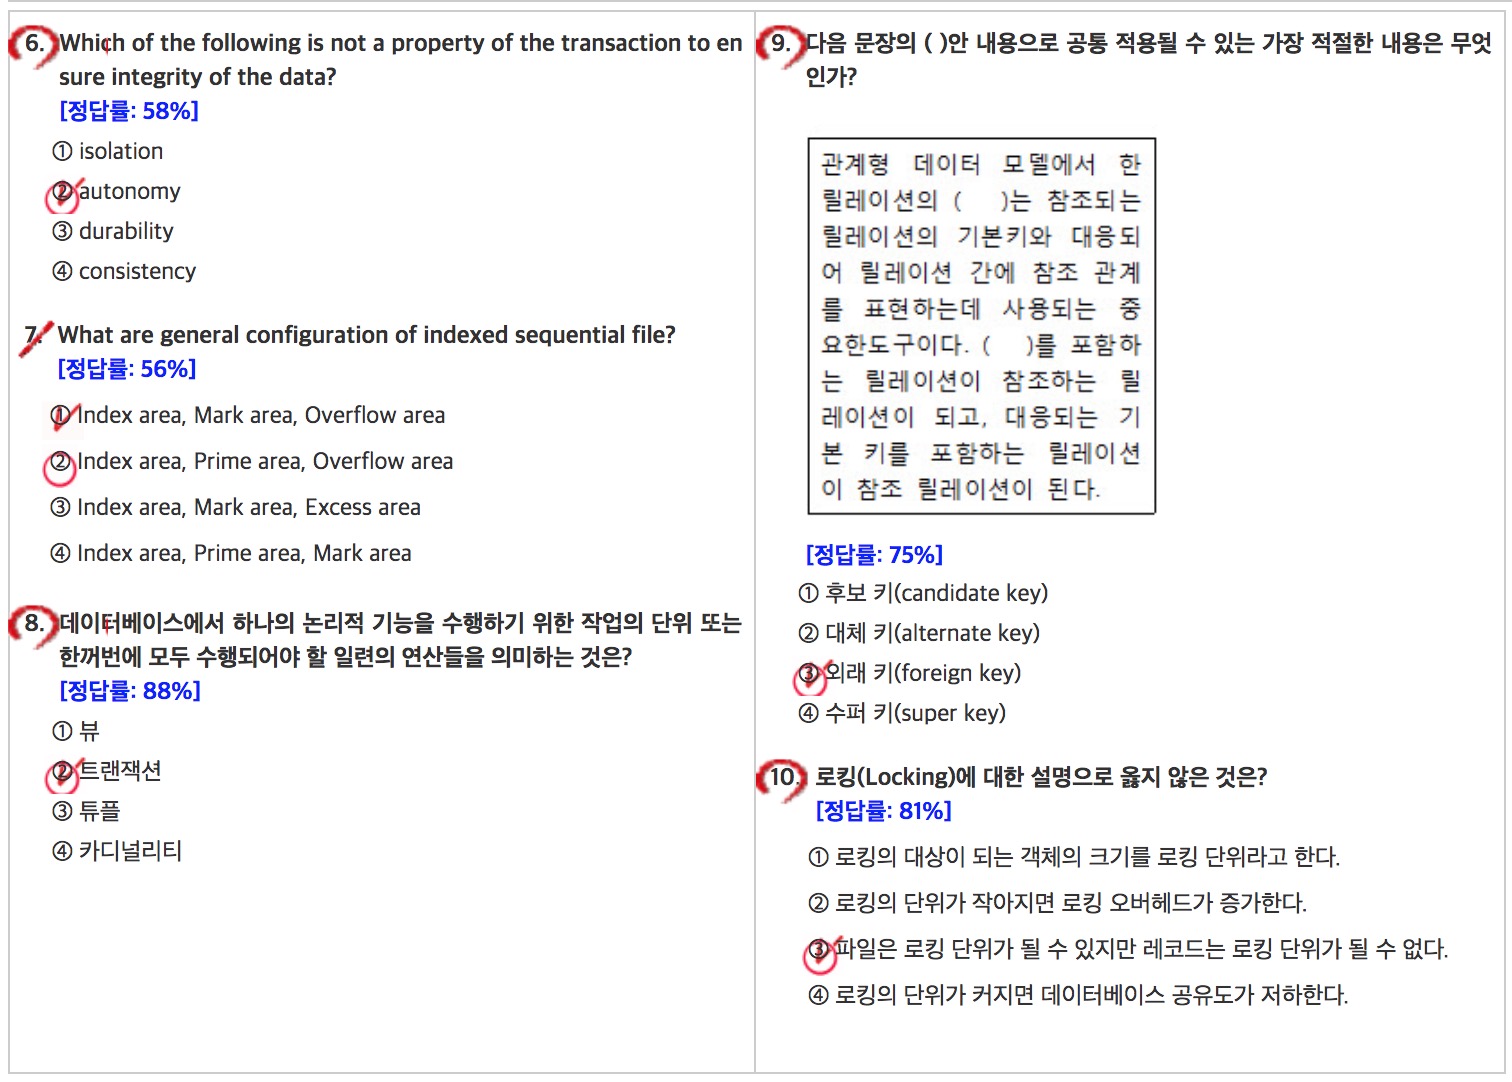 6. Which of the following is not a property of the transaction to en
sure integrity of the data?
[정답률: 58%]
① isolation
② autonomy
③ durability
④ consistency
7. What are general configuration of indexed sequential file?
[정답률: 56%]
① Index area, Mark area, Overflow area
② Index area, Prime area, Overflow area
③ Index area, Mark area, Excess area
④ Index area, Prime area, Mark area
8. 데이터베이스에서 하나의 논리적 기능을 수행하기 위한 작업의 단위 또는
한꺼번에 모두 수행되어야 할 일련의 연산들을 의미하는 것은?
[정답률: 88%]
① 뷰
② 트랜잭션
③ 튜플
④ 카디널리티
9. 다음 문장의 ( )안 내용으로 공통 적용될 수 있는 가장 적절한 내용은 무엇
인가?
관계형 데이터 모델에서 한
릴레이션의 ( )는 참조되는
릴레이션의 기본키와 대응되
어 릴레이션 간에 참조 관계
를 표현하는데 사용되는 중
요한도구이다. ( )를 포함하
는 릴레이션이 참조하는 릴
레이션이 되고, 대응되는 기
본 키를 포함하는 릴레이션
이 참조 릴레이션이 된다.
[정답률: 75%]
① 후보 키(candidate key)
② 대체 키(alternate key)
③ 외래 키(foreign key)
④ 수퍼 키(super key)
10. 로킹(Locking)에 대한 설명으로 옳지 않은 것은?
[정답률: 81%]
① 로킹의 대상이 되는 객체의 크기를 로킹 단위라고 한다.
② 로킹의 단위가 작아지면 로킹 오버헤드가 증가한다.
③ 파일은 로킹 단위가 될 수 있지만 레코드는 로킹 단위가 될 수 없다.
④ 로킹의 단위가 커지면 데이터베이스 공유도가 저하한다.